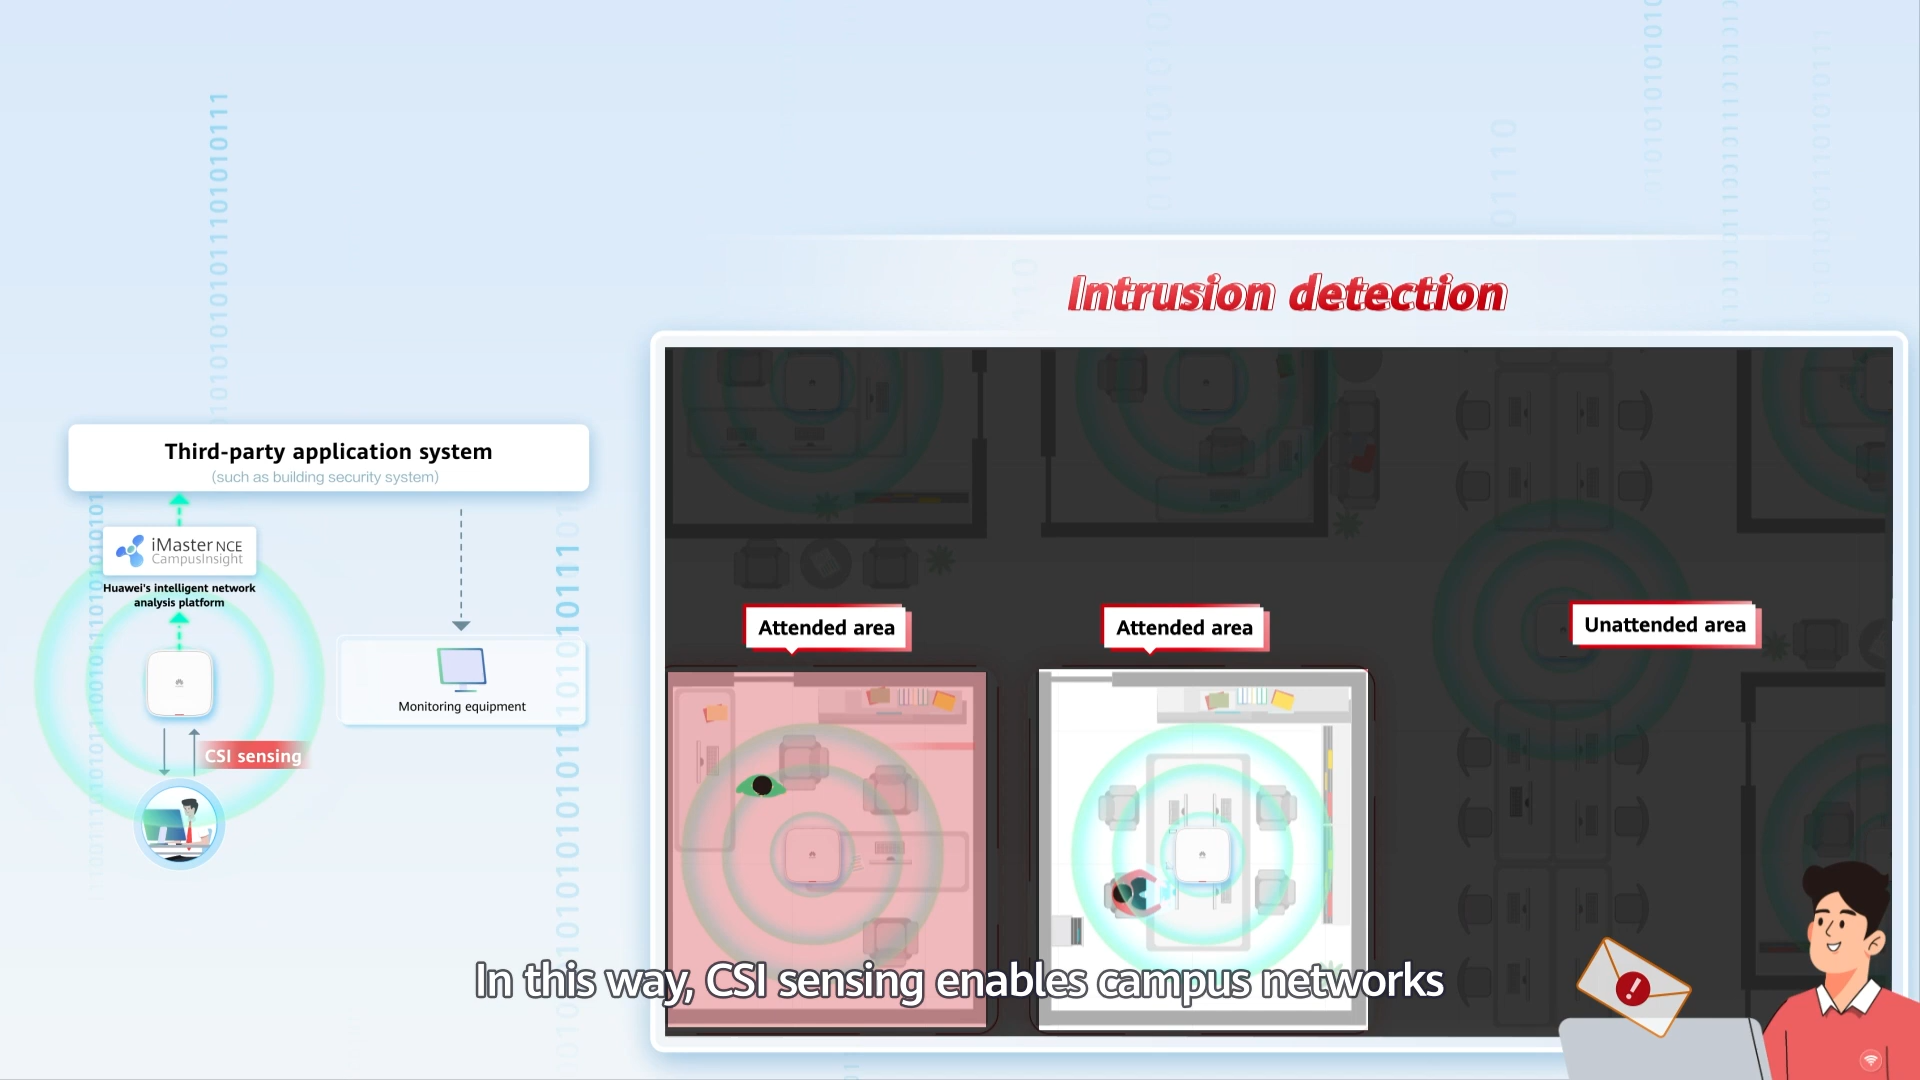 Intrusion detection
Third-party application system
(such as building security system)
iMaster NCE
CampusInsight
Huawei's intelligent network
analysis platform
Monitoring equipment
CSI sensing
Attended area
Attended area
Unattended area
In this way, CSI sensing enables campus networks